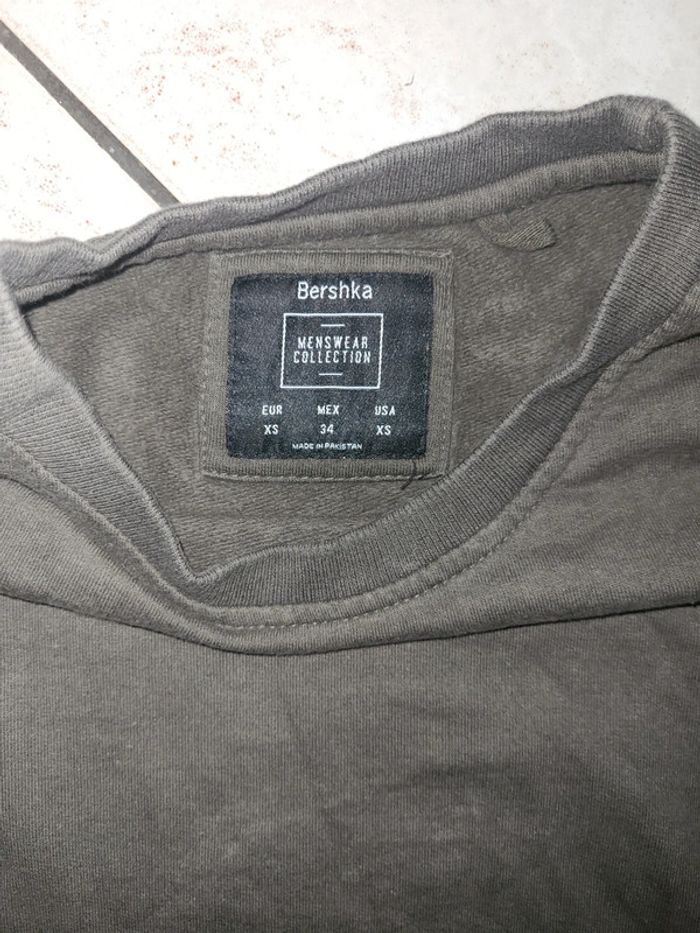 Bershka
MENSWEAR
COLLECTION
EUR MEX USA
XS 34 XS
MADE IN PAKISTAN